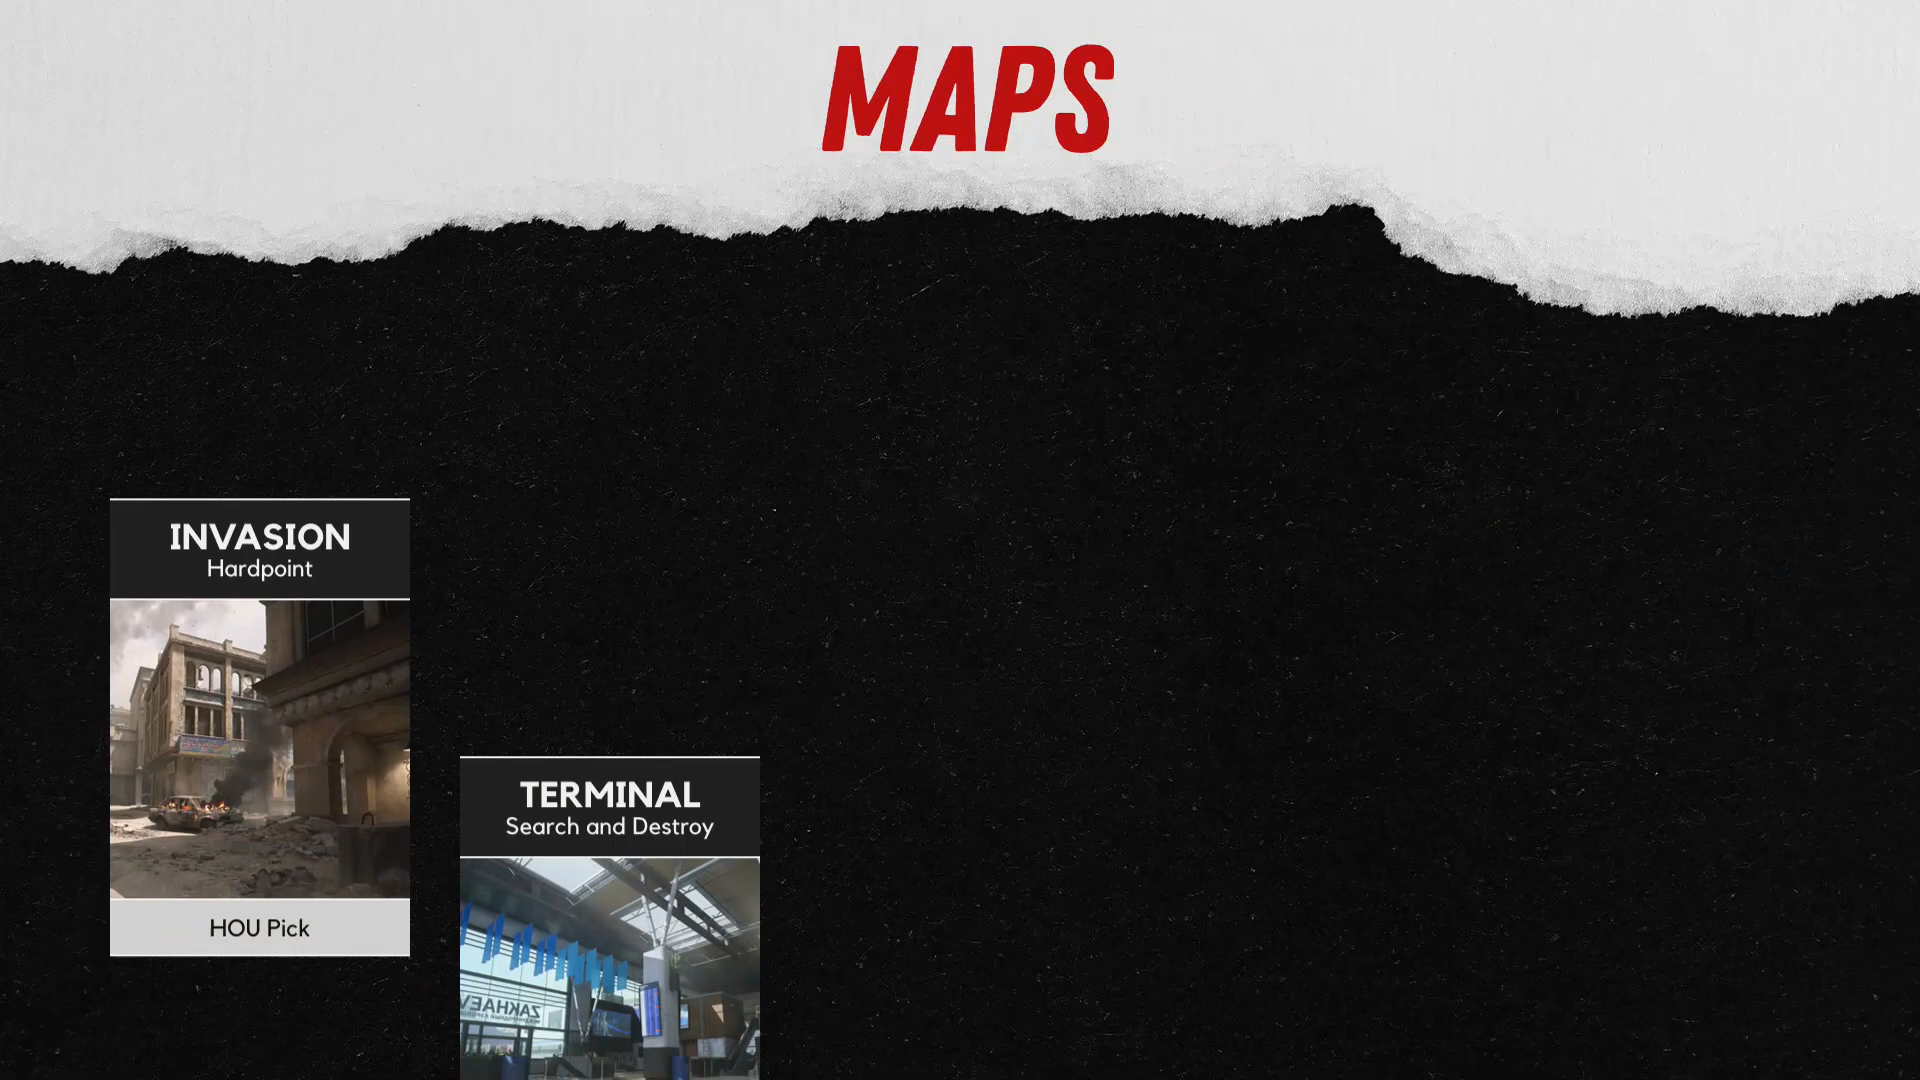 MAPS
INVASION
Hardpoint
HOU Pick
TERMINAL
Search and Destroy